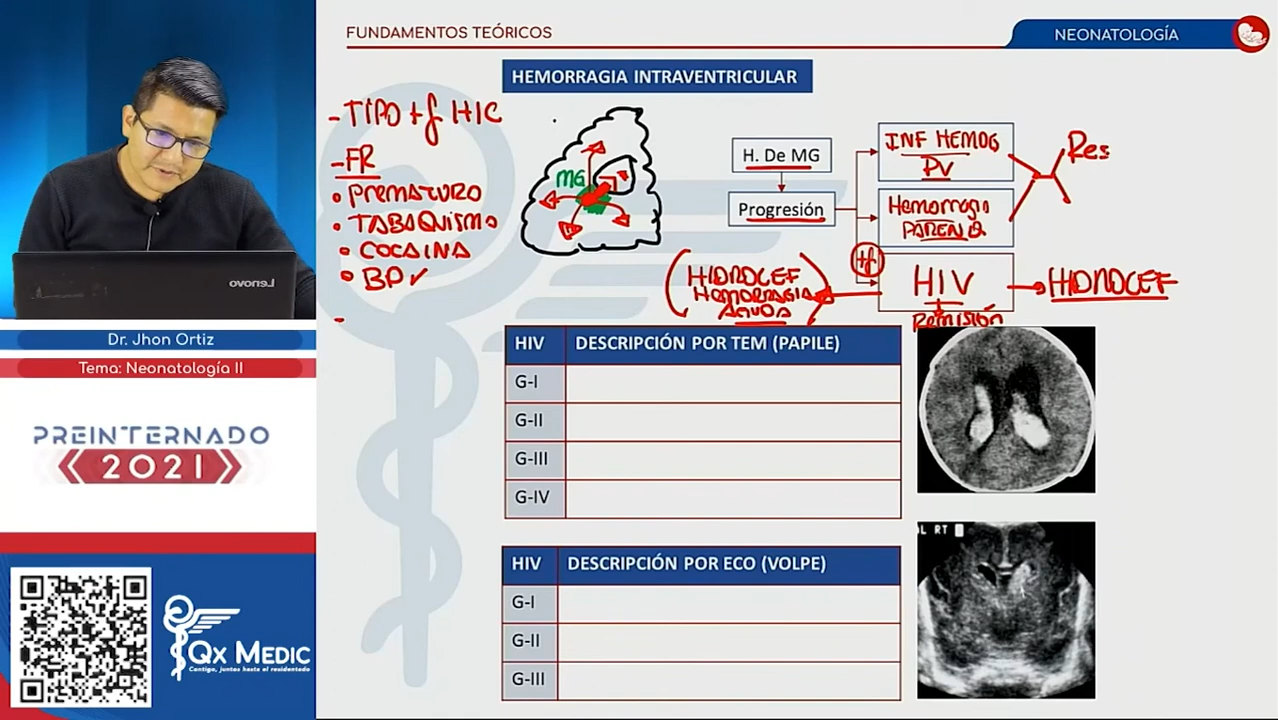 FUNDAMENTOS TEÓRICOS
NEONATOLOGÍA
HEMORRAGIA INTRAVENTRICULAR
- TIPO + f HIC
- FR
• PREMATURO
• TABAQUISMO
• COCAINA
• BP ✓
-
MG
H. De MG
Progresión
INF HEMOG
PV
Hemorragia
PARENQ
Res
+f
HIV
Remisión
HIDROCEF
(HIDROCEF
HEMORRAGIA
AGUDA)
lenovo
Dr. Jhon Ortiz
Tema: Neonatología II
PREINTERNADO
2021
QX MEDIC
Contigo, juntos hasta el residentado
HIV DESCRIPCIÓN POR TEM (PAPILE)
G-I
G-II
G-III
G-IV
HIV DESCRIPCIÓN POR ECO (VOLPE)
G-I
G-II
G-III
L RT